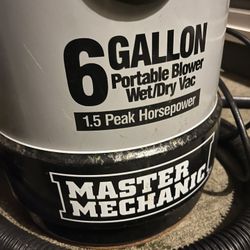 6 GALLON
Portable Blower
Wet/Dry Vac
1.5 Peak Horsepower
MASTER
MECHANIC